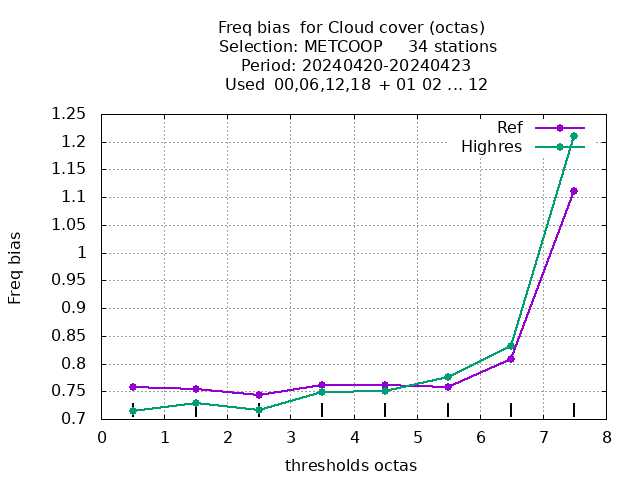 Freq bias  for Cloud cover (octas)
Selection: METCOOP     34 stations
Period: 20240420-20240423
Used  00,06,12,18 + 01 02 ... 12
Ref
Highres
1.25
1.2
1.15
1.1
1.05
1
0.95
0.9
0.85
0.8
0.75
0.7
Freq bias
0 1 2 3 4 5 6 7 8
thresholds octas